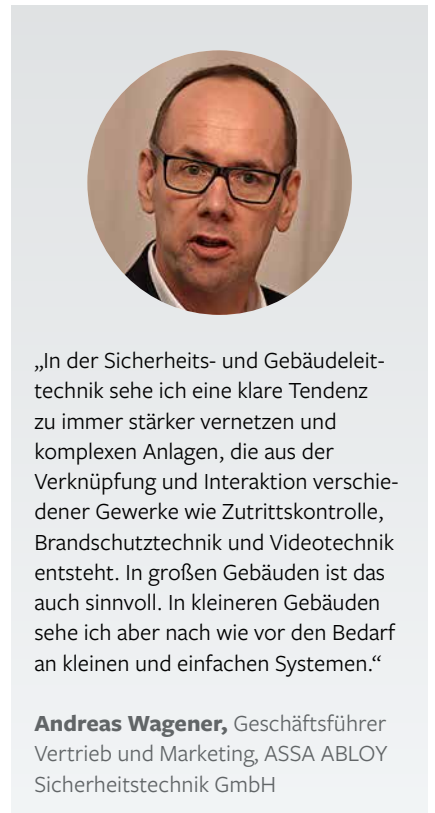 „In der Sicherheits- und Gebäudeleit-
technik sehe ich eine klare Tendenz
zu immer stärker vernetzen und
komplexen Anlagen, die aus der
Verknüpfung und Interaktion verschie-
dener Gewerke wie Zutrittskontrolle,
Brandschutztechnik und Videotechnik
entsteht. In großen Gebäuden ist das
auch sinnvoll. In kleineren Gebäuden
sehe ich aber nach wie vor den Bedarf
an kleinen und einfachen Systemen.“
Andreas Wagener, Geschäftsführer
Vertrieb und Marketing, ASSA ABLOY
Sicherheitstechnik GmbH